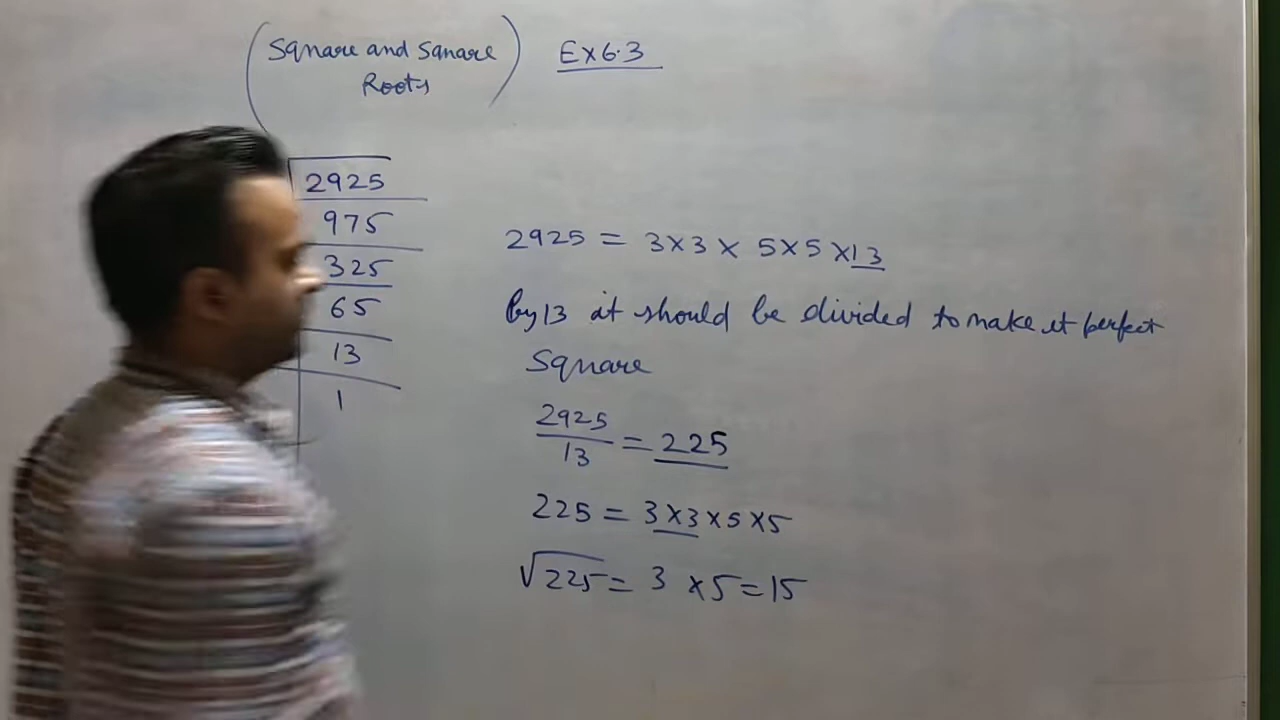 (Square and Sqnare Roots) Ex 6.3
2925
975
325
65
13
1
2925 = 3×3× 5×5×13
by 13 it should be divided to make it perfect
Square
2925/13 = 225
225 = 3×3×5×5
√225 = 3 ×5=15